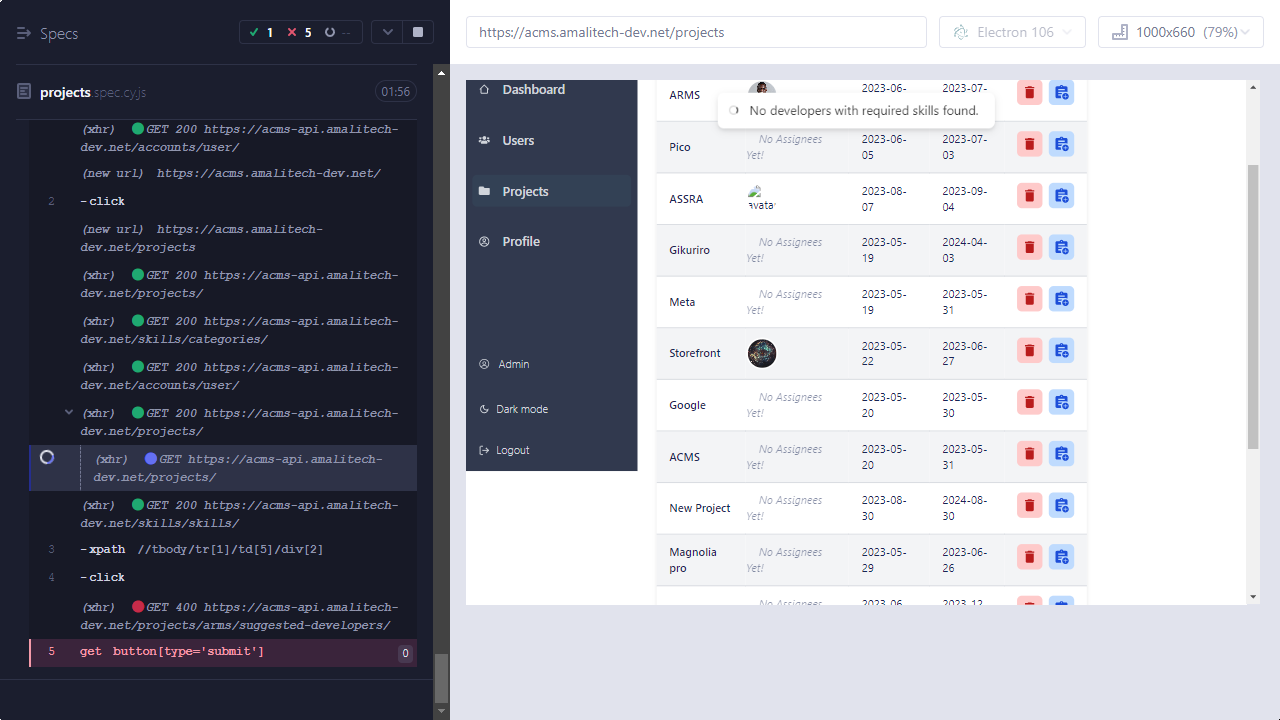 Specs
1
5
--
projects.spec.cy.js
01:56
(xhr) GET 200 https://acms-api.amalitech-
dev.net/accounts/user/
(new url) https://acms.amalitech-dev.net/
2 -click
(new url) https://acms.amalitech-
dev.net/projects
(xhr) GET 200 https://acms-api.amalitech-
dev.net/projects/
(xhr) GET 200 https://acms-api.amalitech-
dev.net/skills/categories/
(xhr) GET 200 https://acms-api.amalitech-
dev.net/accounts/user/
(xhr) GET 200 https://acms-api.amalitech-
dev.net/projects/
(xhr) GET https://acms-api.amalitech-
dev.net/projects/
(xhr) GET 200 https://acms-api.amalitech-
dev.net/skills/skills/
3 -xpath //tbody/tr[1]/td[5]/div[2]
4 -click
(xhr) GET 400 https://acms-api.amalitech-
dev.net/projects/arms/suggested-developers/
5 get button[type='submit'] 0
https://acms.amalitech-dev.net/projects
Electron 106
1000x660 (79%)
Dashboard
Users
Projects
Profile
Admin
Dark mode
Logout
No developers with required skills found.
ARMS 2023-06- 2023-07-
Pico No Assignees Yet! 2023-06-05 2023-07-03
ASSRA avatar 2023-08-07 2023-09-04
Gikuriro No Assignees Yet! 2023-05-19 2024-04-03
Meta No Assignees Yet! 2023-05-19 2023-05-31
Storefront 2023-05-22 2023-06-27
Google No Assignees Yet! 2023-05-20 2023-05-30
ACMS No Assignees Yet! 2023-05-20 2023-05-31
New Project No Assignees Yet! 2023-08-30 2024-08-30
Magnolia pro No Assignees Yet! 2023-05-29 2023-06-26
No Assignees 2023-06- 2023-12-